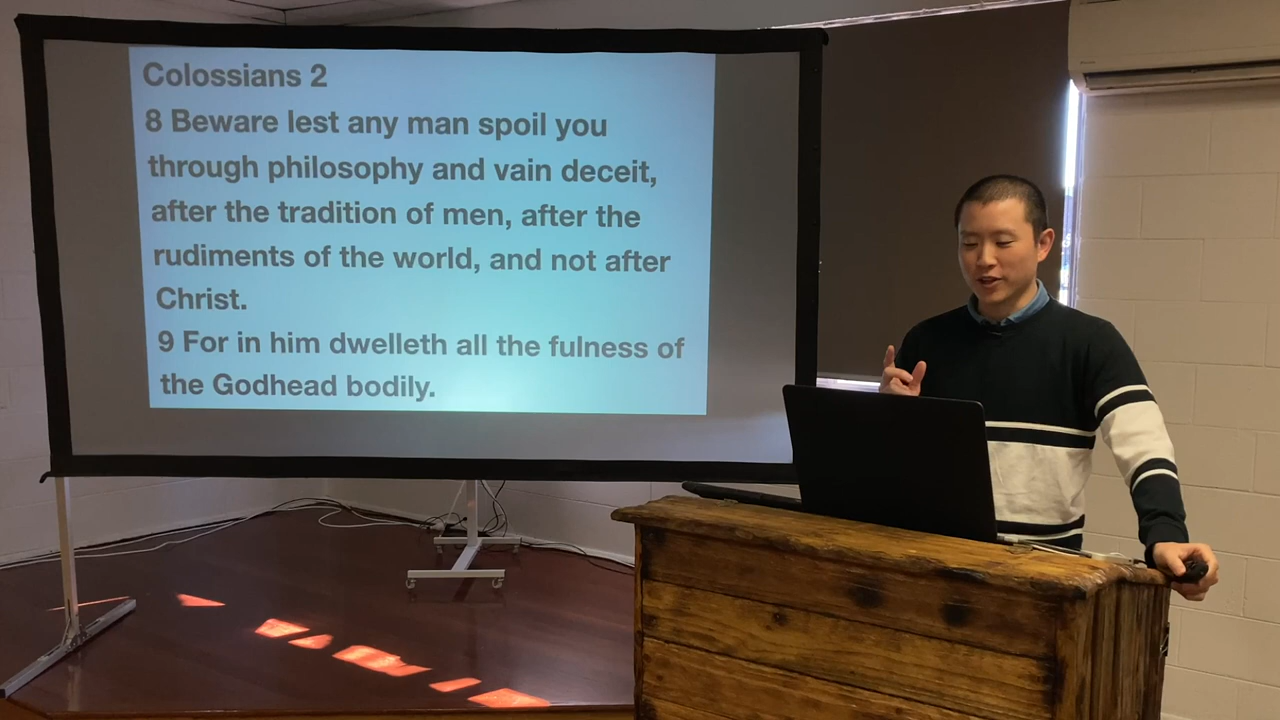 Colossians 2
8 Beware lest any man spoil you
through philosophy and vain deceit,
after the tradition of men, after the
rudiments of the world, and not after
Christ.
9 For in him dwelleth all the fulness of
the Godhead bodily.